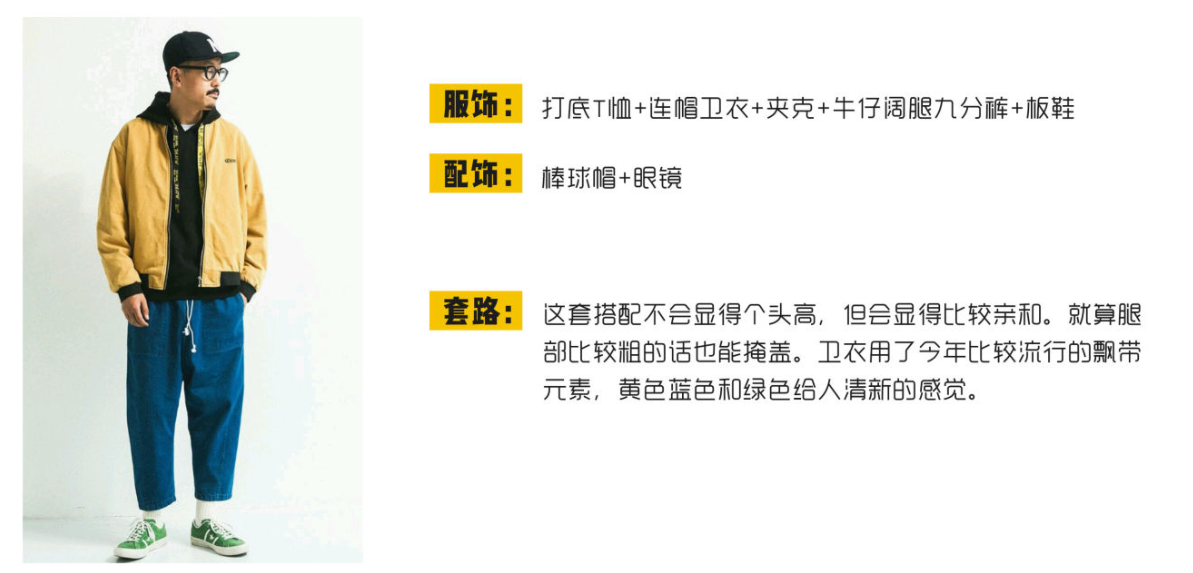 服饰：打底T恤+连帽卫衣+夹克+牛仔阔腿九分裤+板鞋
配饰：棒球帽+眼镜
套路：这套搭配不会显得个头高，但会显得比较亲和。就算腿
部比较粗的话也能掩盖。卫衣用了今年比较流行的飘带
元素，黄色蓝色和绿色给人清新的感觉。